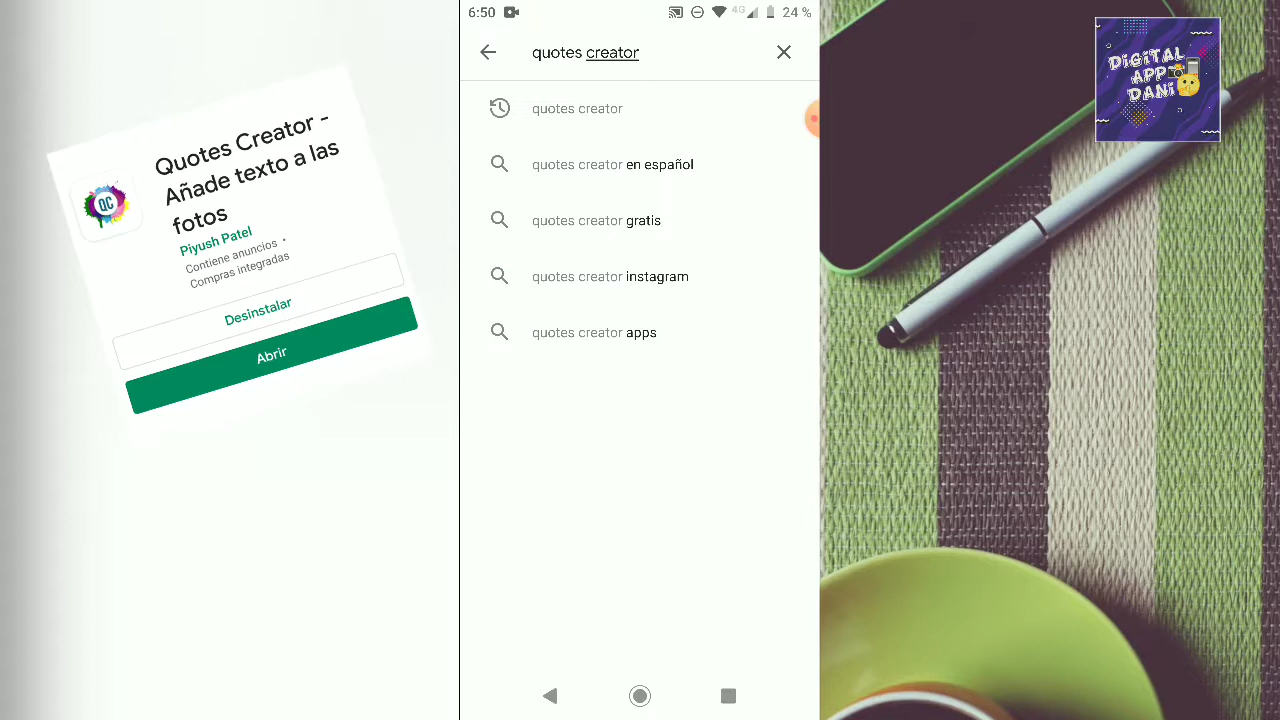 Quotes Creator -
Añade texto a las
fotos
QC
Piyush Patel
Contiene anuncios •
Compras integradas
Desinstalar
Abrir
6:50
4G
24 %
quotes creator
quotes creator
quotes creator en español
quotes creator gratis
quotes creator instagram
quotes creator apps
DiGiTAL
APP
DANi